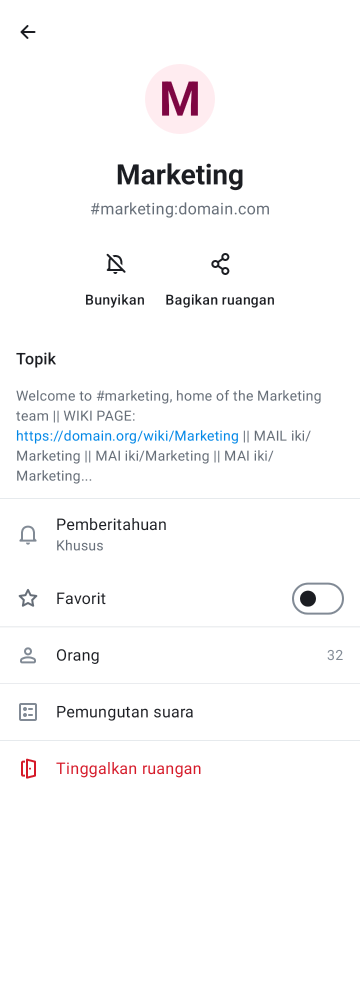 M
Marketing
#marketing:domain.com
Bunyikan
Bagikan ruangan
Topik
Welcome to #marketing, home of the Marketing
team || WIKI PAGE:
https://domain.org/wiki/Marketing || MAIL iki/
Marketing || MAI iki/Marketing || MAI iki/
Marketing...
Pemberitahuan
Khusus
Favorit
Orang 32
Pemungutan suara
Tinggalkan ruangan